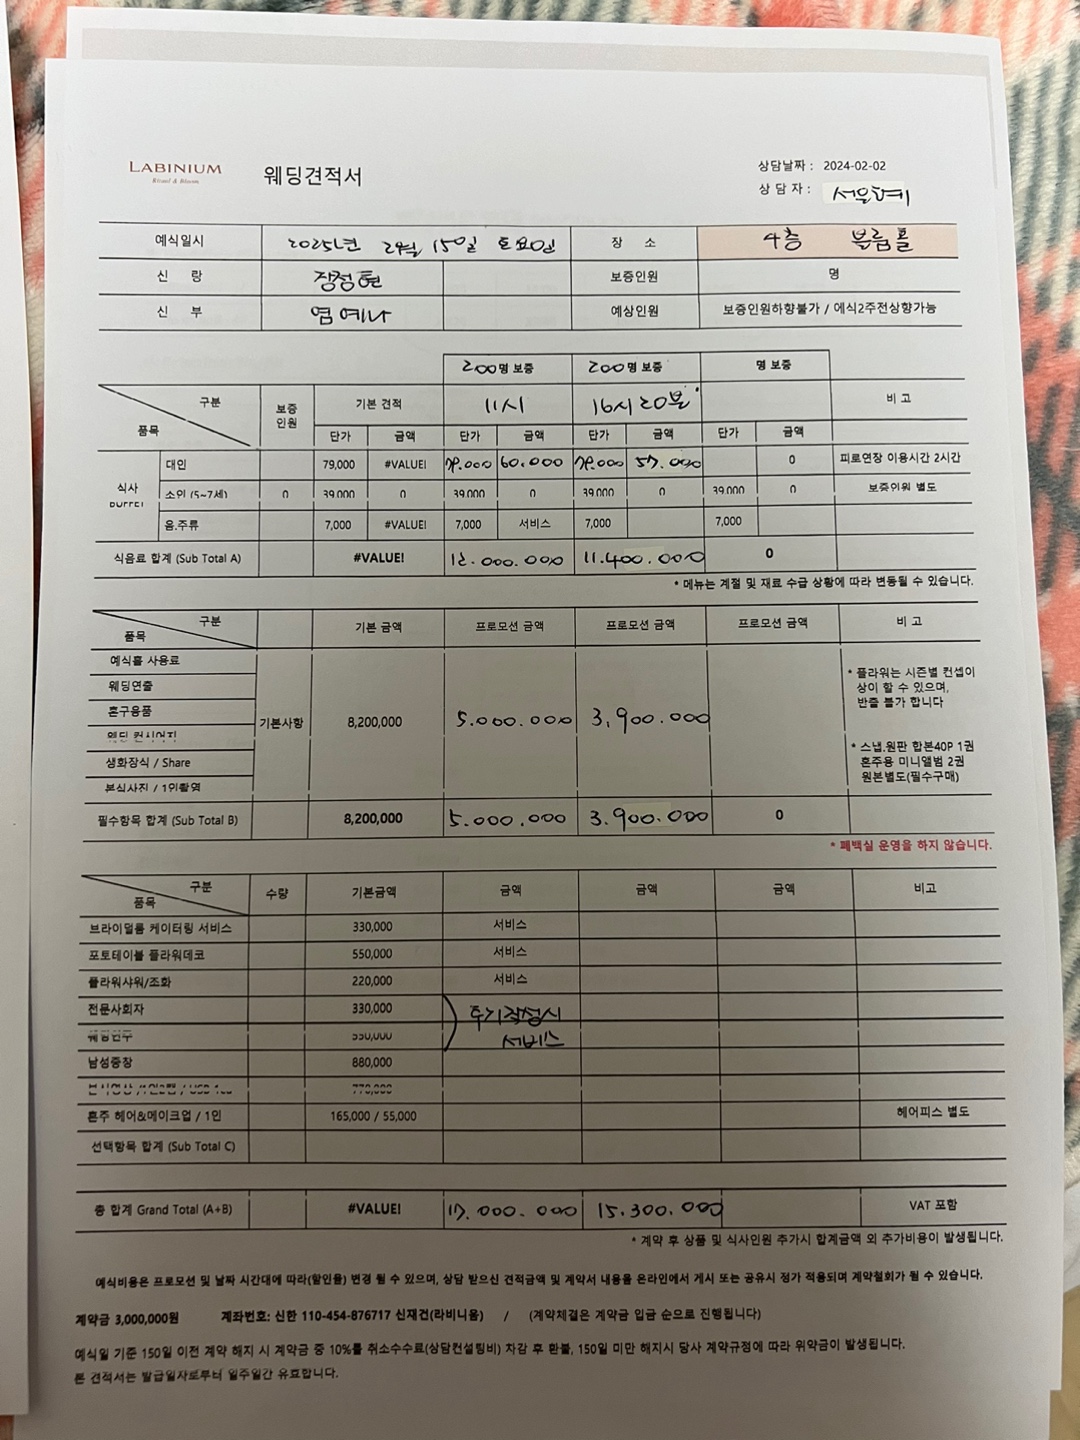 LABINIUM
웨딩견적서
상담날짜 : 2024-02-02
상 담 자 :
예식일시 2025년 2월 15일 토요일 장 소 4층 블룸홀
신 랑 장정현 보증인원 명
신 부 염예나 예상인원 보증인원하향불가 / 예식2주전상향가능
200명 보증 200명 보증 명 보증
구분 품목 보증인원 기본 견적 11시 16시 20분 비 고
단가 금액 단가 금액 단가 금액 단가 금액
식사 대인 79,000 #VALUE! 79.000 60.000 79.000 57.000 0 피로연장 이용시간 2시간
소인 (5~7세) 0 39,000 0 39,000 0 39,000 0 39,000 0 보증인원 별도
음.주류 7,000 #VALUE! 7,000 서비스 7,000 7,000
식음료 합계 (Sub Total A) #VALUE! 12.000.000 11.400.000 0
* 메뉴는 계절 및 재료 수급 상황에 따라 변동될 수 있습니다.
구분 품목 기본 금액 프로모션 금액 프로모션 금액 프로모션 금액 비 고
예식홀 사용료
웨딩연출
혼구용품
기본사항 8,200,000 5.000.000 3,900.000
생화장식 / Share
본식사진 / 1인촬영
* 플라워는 시즌별 컨셉이
상이 할 수 있으며,
반출 불가 합니다
* 스냅.원판 합본40P 1권
혼주용 미니앨범 2권
원본별도(필수구매)
필수항목 합계 (Sub Total B) 8,200,000 5.000.000 3.900.000 0
* 폐백실 운영을 하지 않습니다.
구분 품목 수량 기본금액 금액 금액 금액 비고
브라이덜룸 케이터링 서비스 330,000 서비스
포토테이블 플라워데코 550,000 서비스
플라워샤워/조화 220,000 서비스
전문사회자 330,000 후기작성시
550,000 서비스
남성중창 880,000
770,000
혼주 헤어&메이크업 / 1인 165,000 / 55,000 헤어피스 별도
선택항목 합계 (Sub Total C)
총 합계 Grand Total (A+B) #VALUE! 17.000.000 15.300.000 VAT 포함
* 계약 후 상품 및 식사인원 추가시 합계금액 외 추가비용이 발생됩니다.
예식비용은 프로모션 및 날짜 시간대에 따라(할인율) 변경 될 수 있으며, 상담 받으신 견적금액 및 계약서 내용을 온라인에서 게시 또는 공유시 정가 적용되며 계약철회가 될 수 있습니다.
계약금 3,000,000원 계좌번호: 신한 110-454-876717 신재건(라비니움) / (계약체결은 계약금 입금 순으로 진행됩니다)
예식일 기준 150일 이전 계약 해지 시 계약금 중 10%를 취소수수료(상담컨설팅비) 차감 후 환불, 150일 미만 해지시 당사 계약규정에 따라 위약금이 발생됩니다.
본 견적서는 발급일자로부터 일주일간 유효합니다.